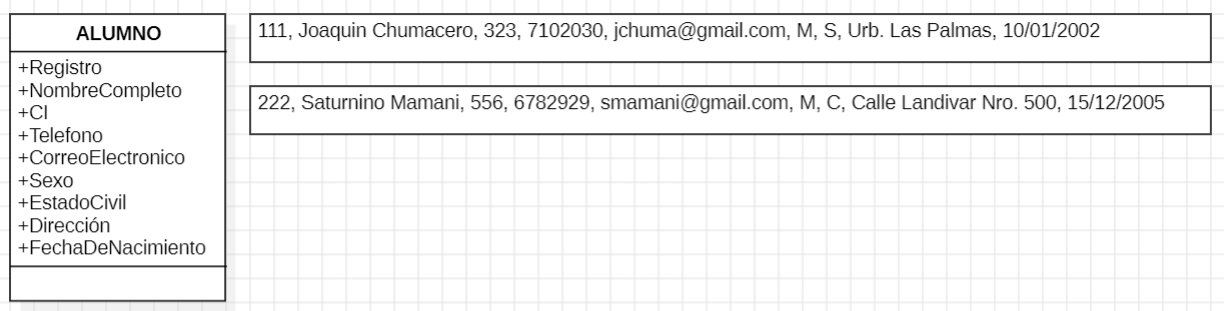 ALUMNO
+Registro
+NombreCompleto
+CI
+Telefono
+CorreoElectronico
+Sexo
+EstadoCivil
+Dirección
+FechaDeNacimiento
111, Joaquin Chumacero, 323, 7102030, jchuma@gmail.com, M, S, Urb. Las Palmas, 10/01/2002
222, Saturnino Mamani, 556, 6782929, smamani@gmail.com, M, C, Calle Landivar Nro. 500, 15/12/2005